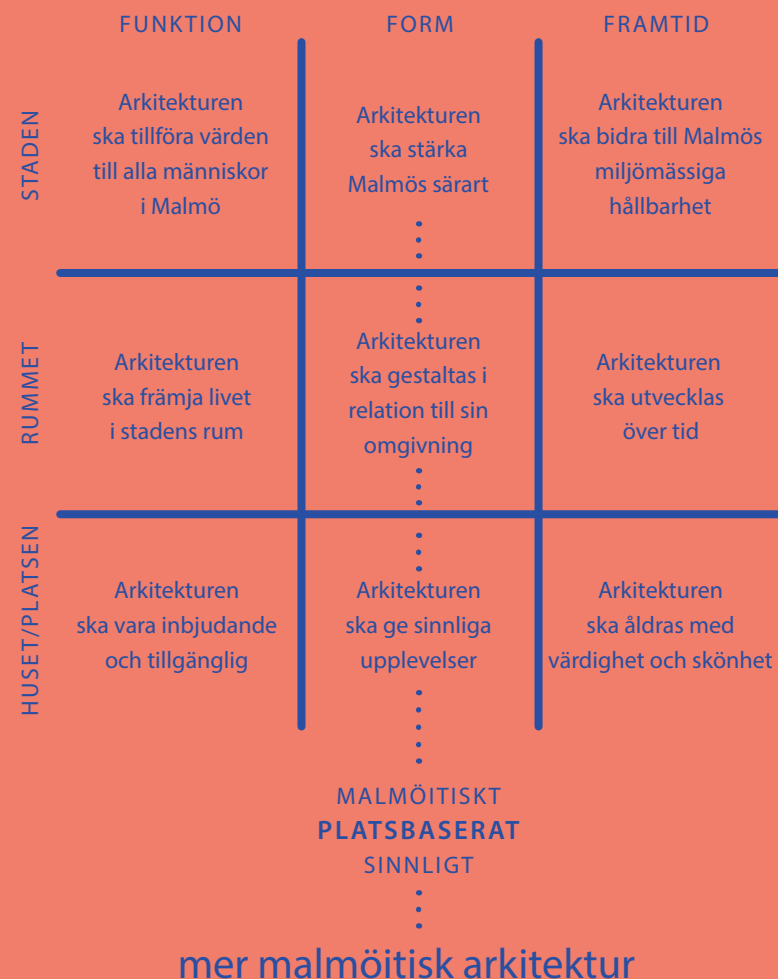 FUNKTION
FORM
FRAMTID
STADEN
Arkitekturen
ska tillföra värden
till alla människor
i Malmö
Arkitekturen
ska stärka
Malmös särart
Arkitekturen
ska bidra till Malmös
miljömässiga
hållbarhet
RUMMET
Arkitekturen
ska främja livet
i stadens rum
Arkitekturen
ska gestaltas i
relation till sin
omgivning
Arkitekturen
ska utvecklas
över tid
HUSET/PLATSEN
Arkitekturen
ska vara inbjudande
och tillgänglig
Arkitekturen
ska ge sinnliga
upplevelser
Arkitekturen
ska åldras med
värdighet och skönhet
MALMÖITISKT
PLATSBASERAT
SINNLIGT
mer malmöitisk arkitektur